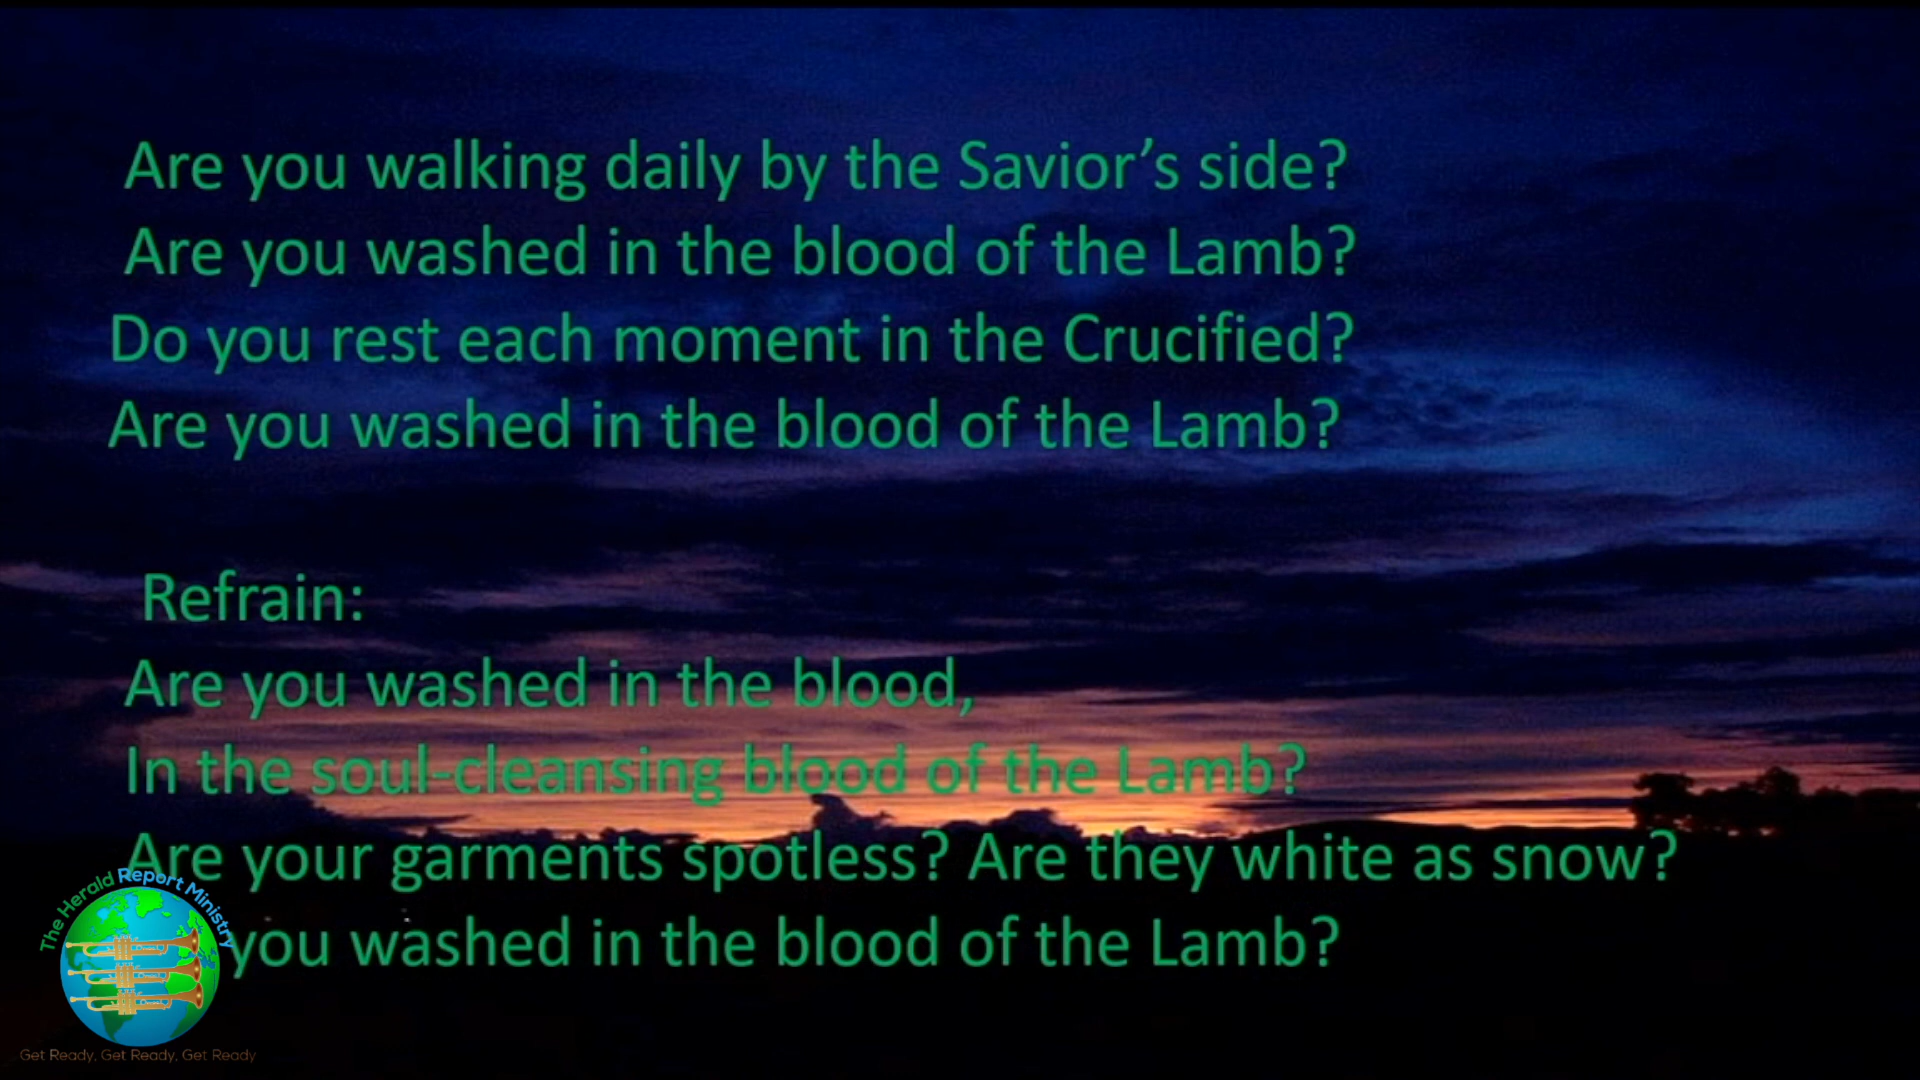 Are you walking daily by the Savior’s side?
Are you washed in the blood of the Lamb?
Do you rest each moment in the Crucified?
Are you washed in the blood of the Lamb?
Refrain:
Are you washed in the blood,
In the soul-cleansing blood of the Lamb?
Are your garments spotless? Are they white as snow?
you washed in the blood of the Lamb?
The Herald Report Ministry
Get Ready, Get Ready, Get Ready